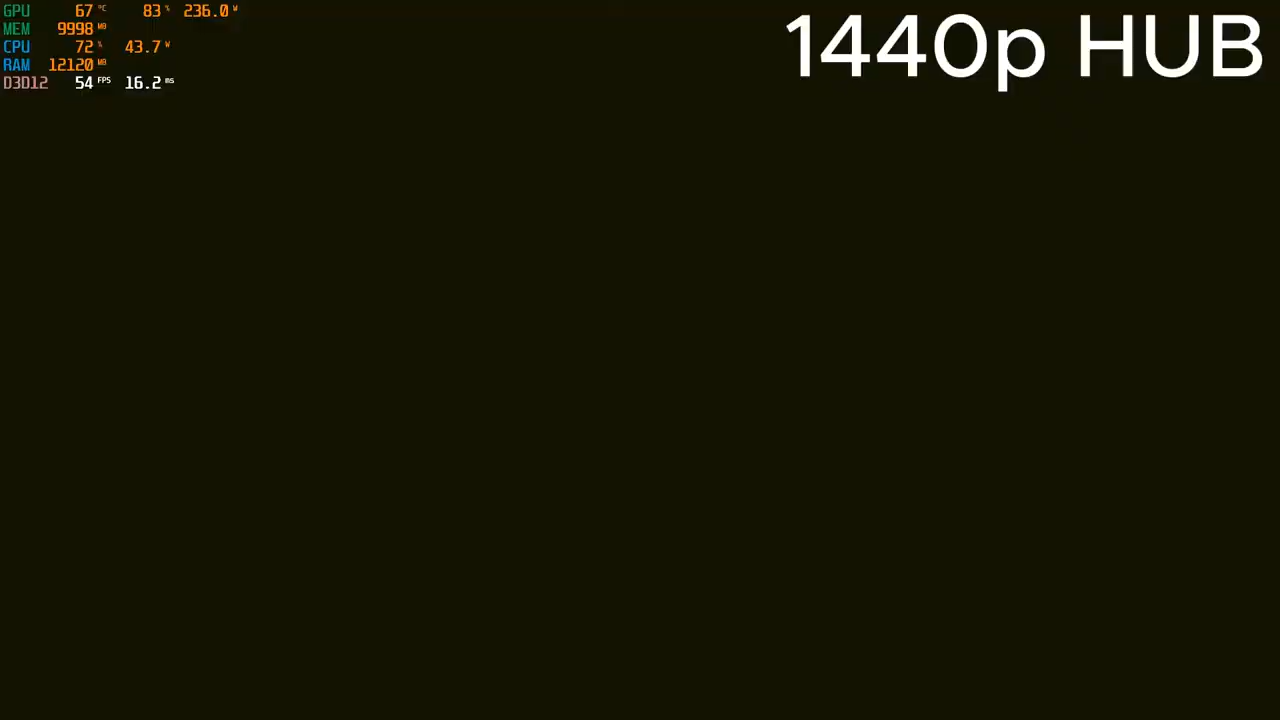 GPU 67 °C 83 % 236.0 W
MEM 9998 MB
CPU 72 % 43.7 W
RAM 12120 MB
D3D12 54 FPS 16.2 ms
1440p HUB